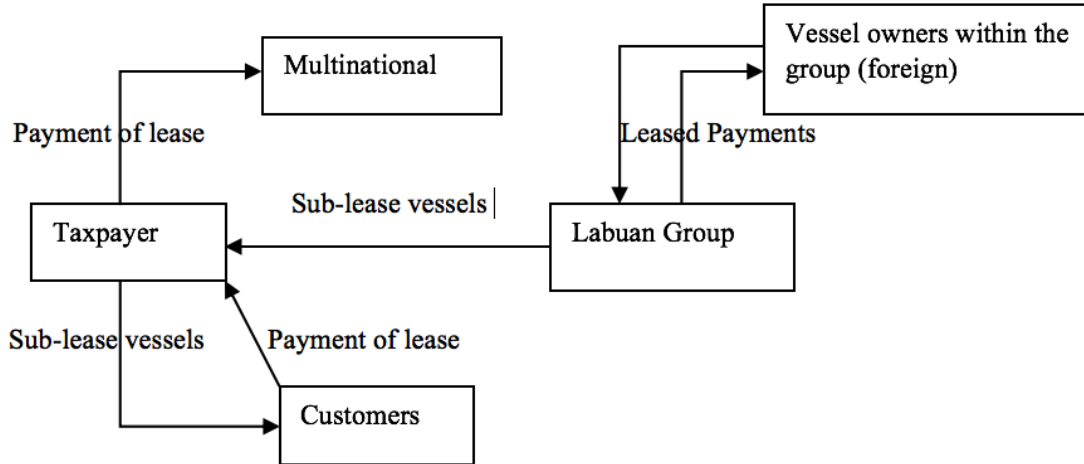 Multinational
Vessel owners within the
group (foreign)
Payment of lease
Leased Payments
Sub-lease vessels
Taxpayer
Labuan Group
Sub-lease vessels
Payment of lease
Customers